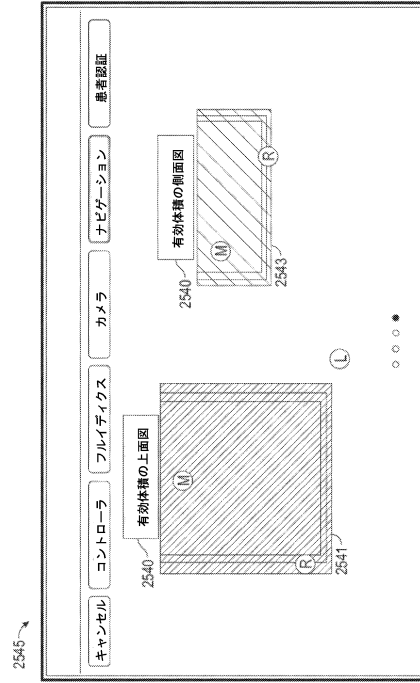 2545
キャンセル
コントローラ
フルイディクス
カメラ
ナビゲーション
患者認証
2540
有効体積の上面図
M
R
2541
L
2540
有効体積の側面図
M
R
2543